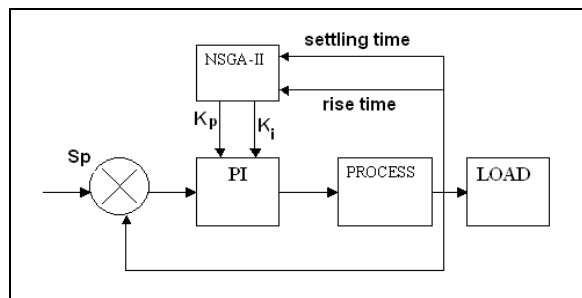 settling time
NSGA-II
rise time
Kp
Ki
Sp
PI
PROCESS
LOAD